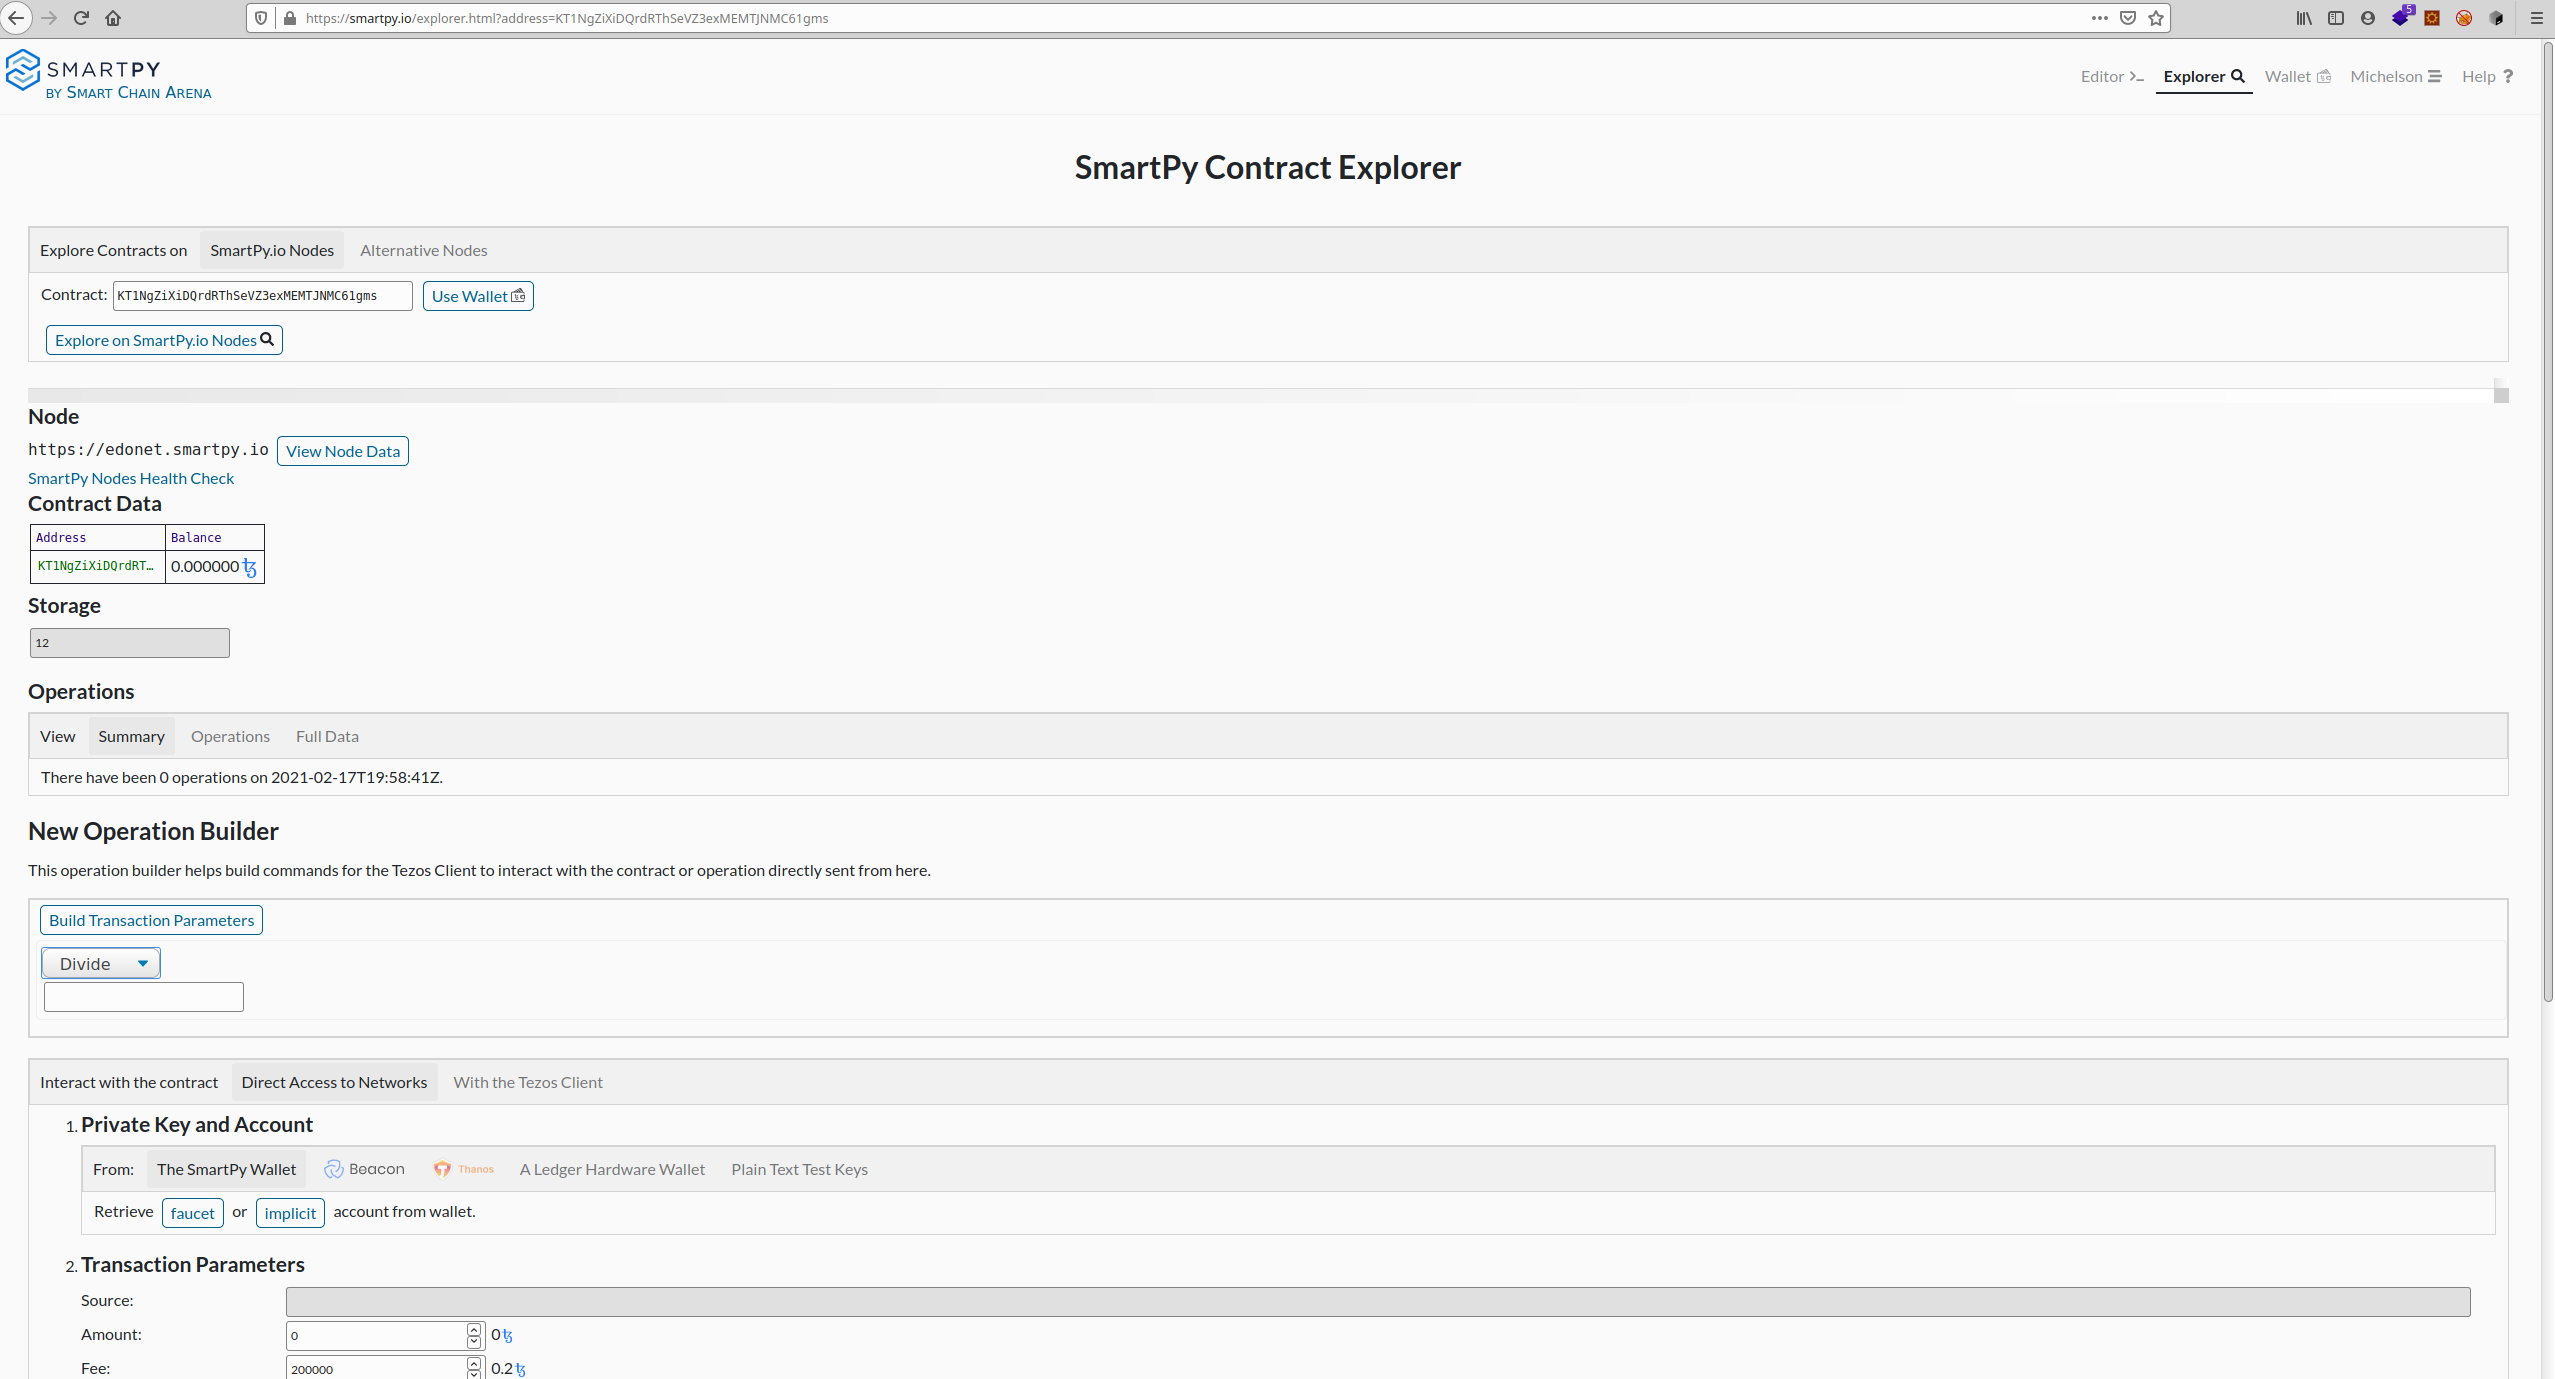 https://smartpy.io/explorer.html?address=KT1NgZiXiDQrdRThSeVZ3exMEMTJNMC61gms
5
SMARTPY
BY SMART CHAIN ARENA
Editor Explorer Wallet Michelson Help ?
SmartPy Contract Explorer
Explore Contracts on SmartPy.io Nodes Alternative Nodes
Contract: KT1NgZiXiDQrdRThSeVZ3exMEMTJNMC61gms Use Wallet
Explore on SmartPy.io Nodes
Node
https://edonet.smartpy.io View Node Data
SmartPy Nodes Health Check
Contract Data
Address Balance
KT1NgZiXiDQrdRT… 0.000000 ꜩ
Storage
12
Operations
View Summary Operations Full Data
There have been 0 operations on 2021-02-17T19:58:41Z.
New Operation Builder
This operation builder helps build commands for the Tezos Client to interact with the contract or operation directly sent from here.
Build Transaction Parameters
Divide
Interact with the contract Direct Access to Networks With the Tezos Client
1. Private Key and Account
From: The SmartPy Wallet Beacon Thanos A Ledger Hardware Wallet Plain Text Test Keys
Retrieve faucet or implicit account from wallet.
2. Transaction Parameters
Source:
Amount: 0 0ꜩ
Fee: 200000 0.2ꜩ